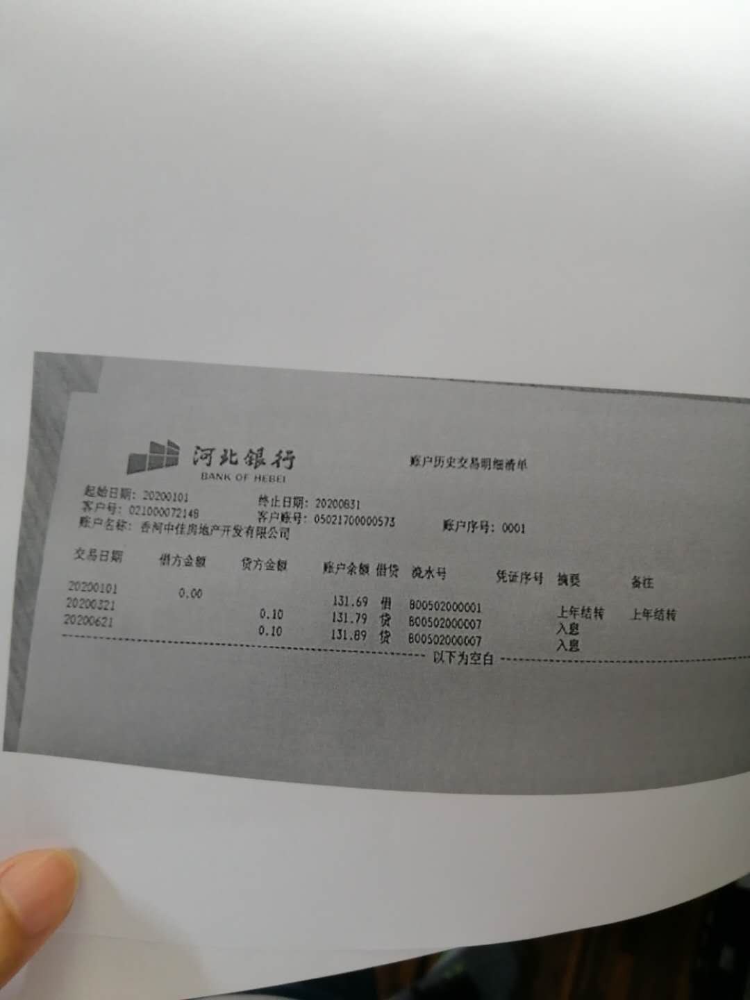 河北银行
BANK OF HEBEI
账户历史交易明细清单
起始日期: 20200101 终止日期: 20200831
客户号: 021000072148 客户账号: 05021700000573 账户序号: 0001
账户名称: 香河中佳房地产开发有限公司
交易日期 借方金额 贷方金额 账户余额 借贷 流水号 凭证序号 摘要 备注
20200101 0.00 131.69 借 B00502000001 上年结转 上年结转
20200321 0.10 131.79 贷 B00502000007 入息
20200621 0.10 131.89 贷 B00502000007 入息
以下为空白